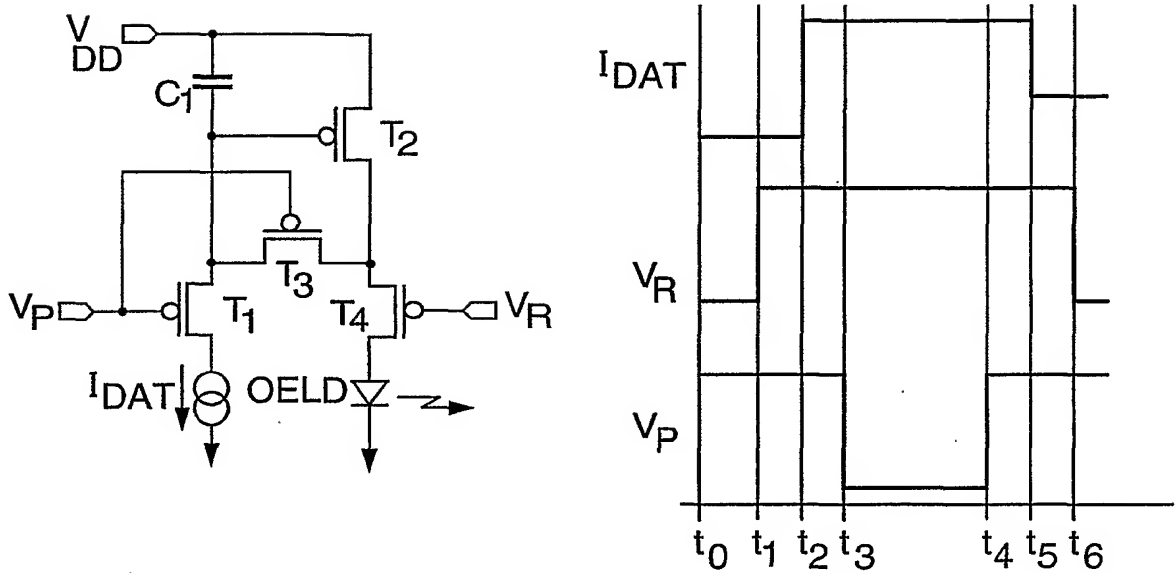 V
DD
C1
T2
T3
VP
T1
T4
VR
IDAT
OELD
IDAT
VR
VP
t0 t1 t2 t3 t4 t5 t6